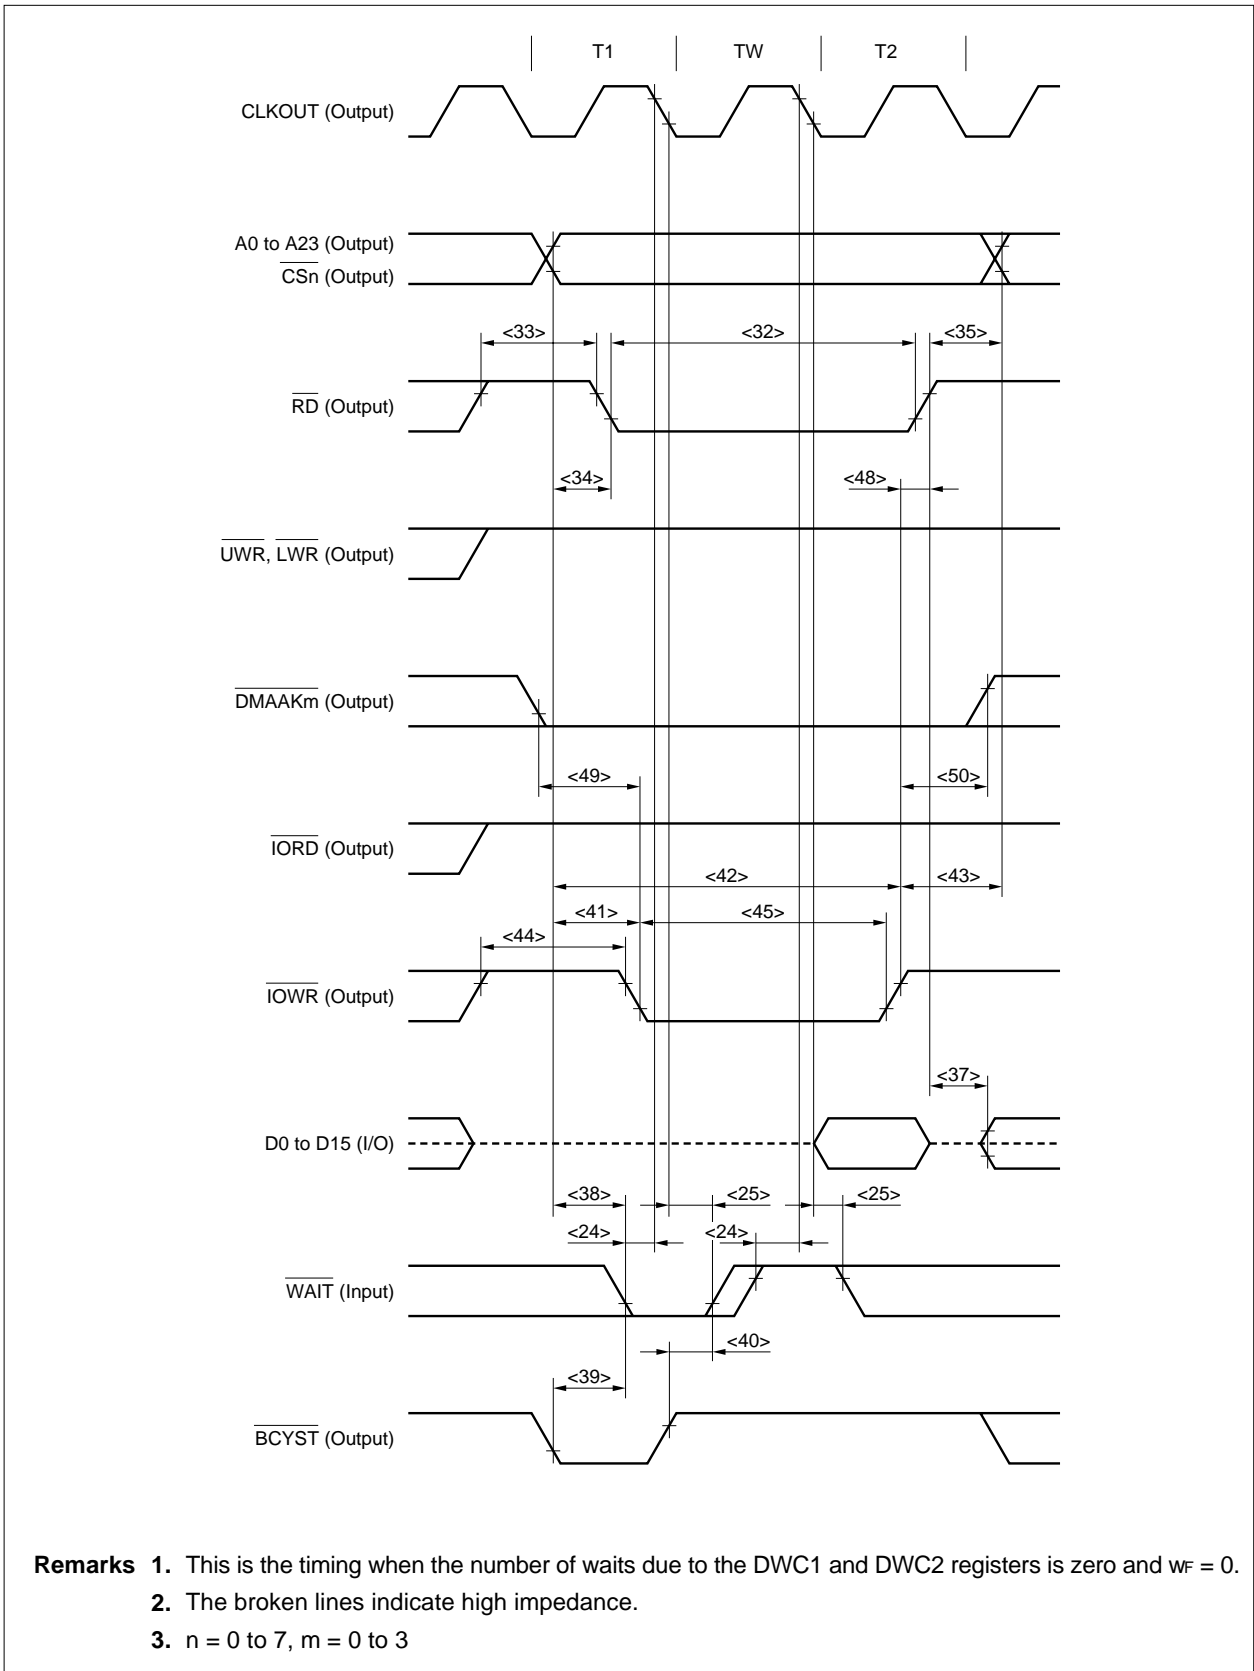 T1 TW T2
CLKOUT (Output)
A0 to A23 (Output)
CSn (Output)
<33> <32> <35>
RD (Output)
<34> <48>
UWR, LWR (Output)
DMAAKm (Output)
<49> <50>
IORD (Output)
<42> <43>
<41> <45>
<44>
IOWR (Output)
<37>
D0 to D15 (I/O)
<38> <25> <25>
<24> <24>
WAIT (Input)
<40>
<39>
BCYST (Output)
Remarks 1. This is the timing when the number of waits due to the DWC1 and DWC2 registers is zero and wF = 0.
2. The broken lines indicate high impedance.
3. n = 0 to 7, m = 0 to 3